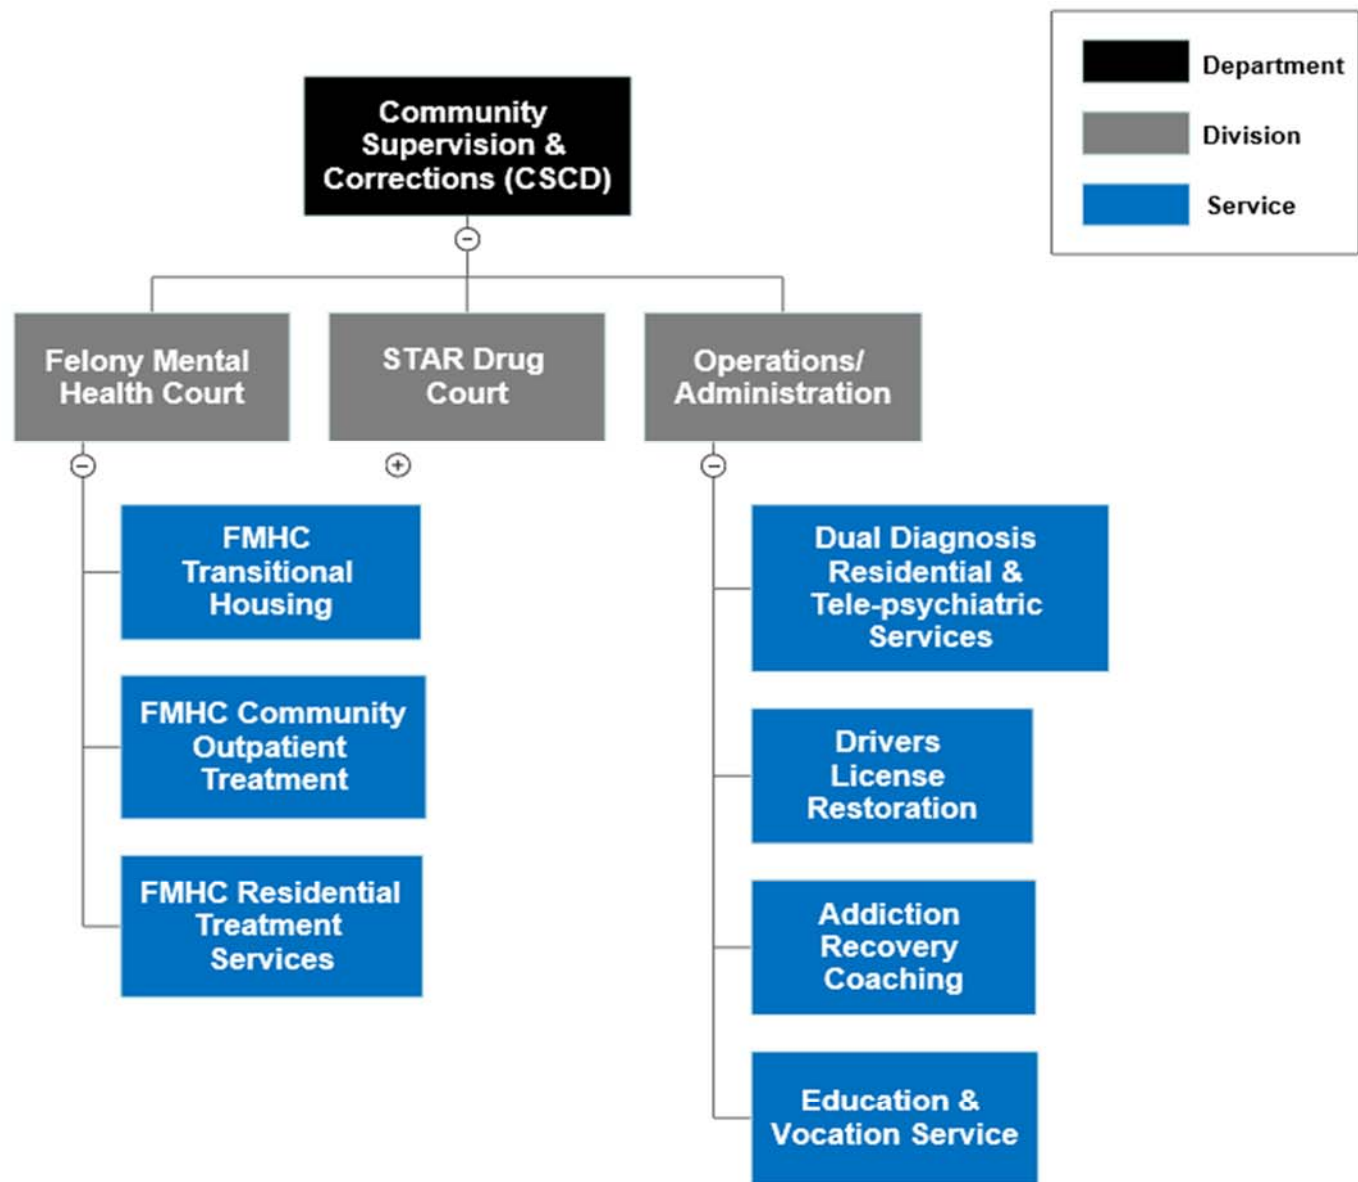 Department
Division
Service
Community
Supervision &
Corrections (CSCD)
Felony Mental
Health Court
STAR Drug
Court
Operations/
Administration
FMHC
Transitional
Housing
FMHC Community
Outpatient
Treatment
FMHC Residential
Treatment
Services
Dual Diagnosis
Residential &
Tele-psychiatric
Services
Drivers
License
Restoration
Addiction
Recovery
Coaching
Education &
Vocation Service